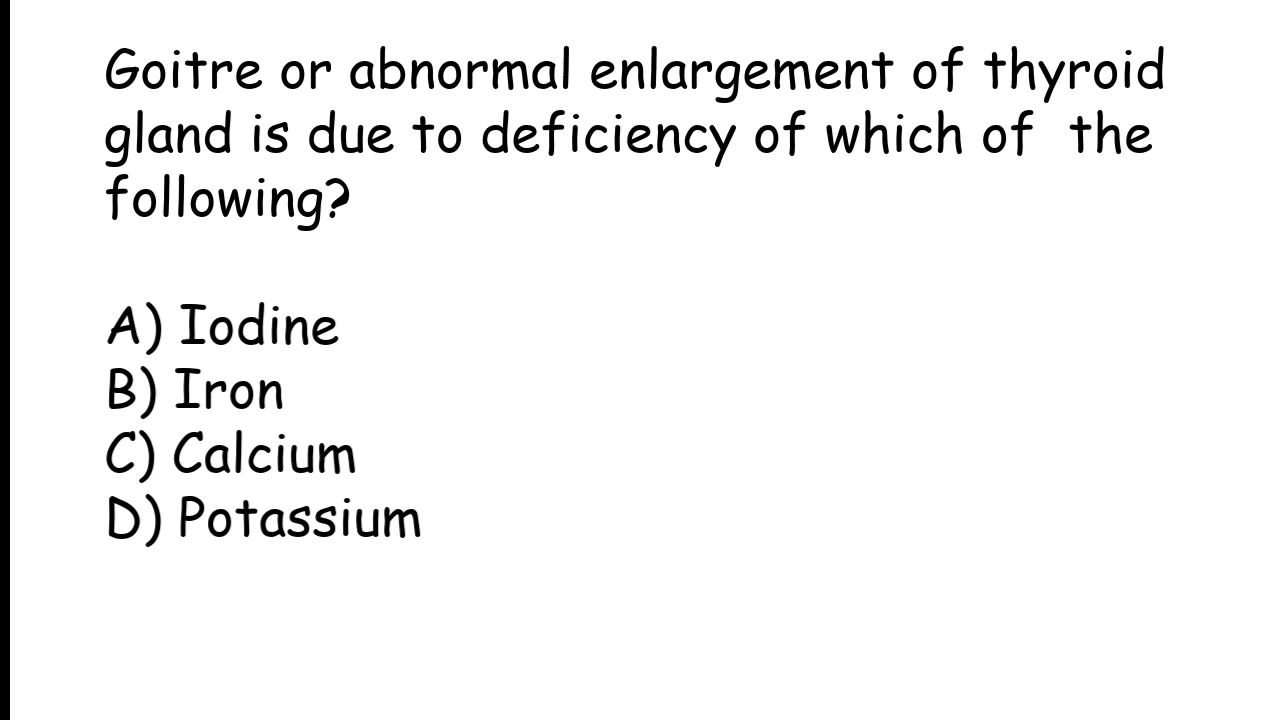 Goitre or abnormal enlargement of thyroid
gland is due to deficiency of which of  the
following?
A) Iodine
B) Iron
C) Calcium
D) Potassium